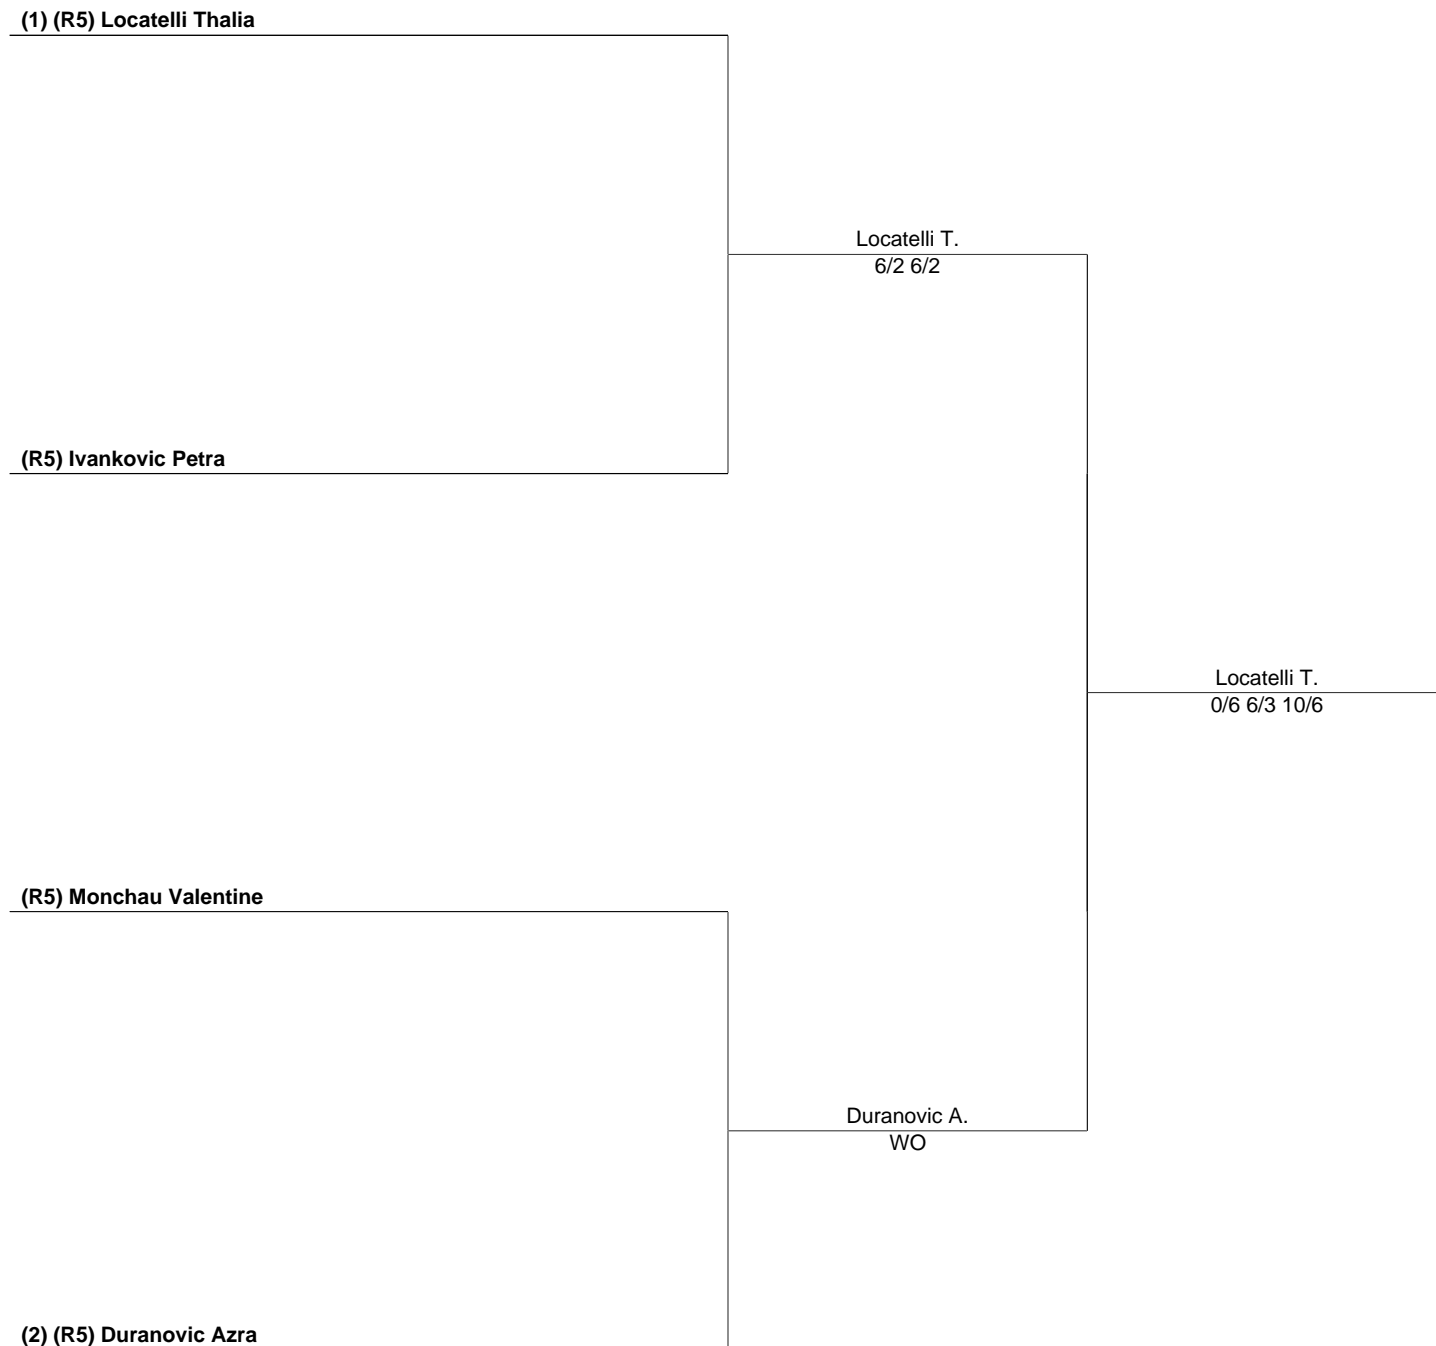 (1) (R5) Locatelli Thalia
Locatelli T.
6/2 6/2
(R5) Ivankovic Petra
Locatelli T.
0/6 6/3 10/6
(R5) Monchau Valentine
Duranovic A.
WO
(2) (R5) Duranovic Azra